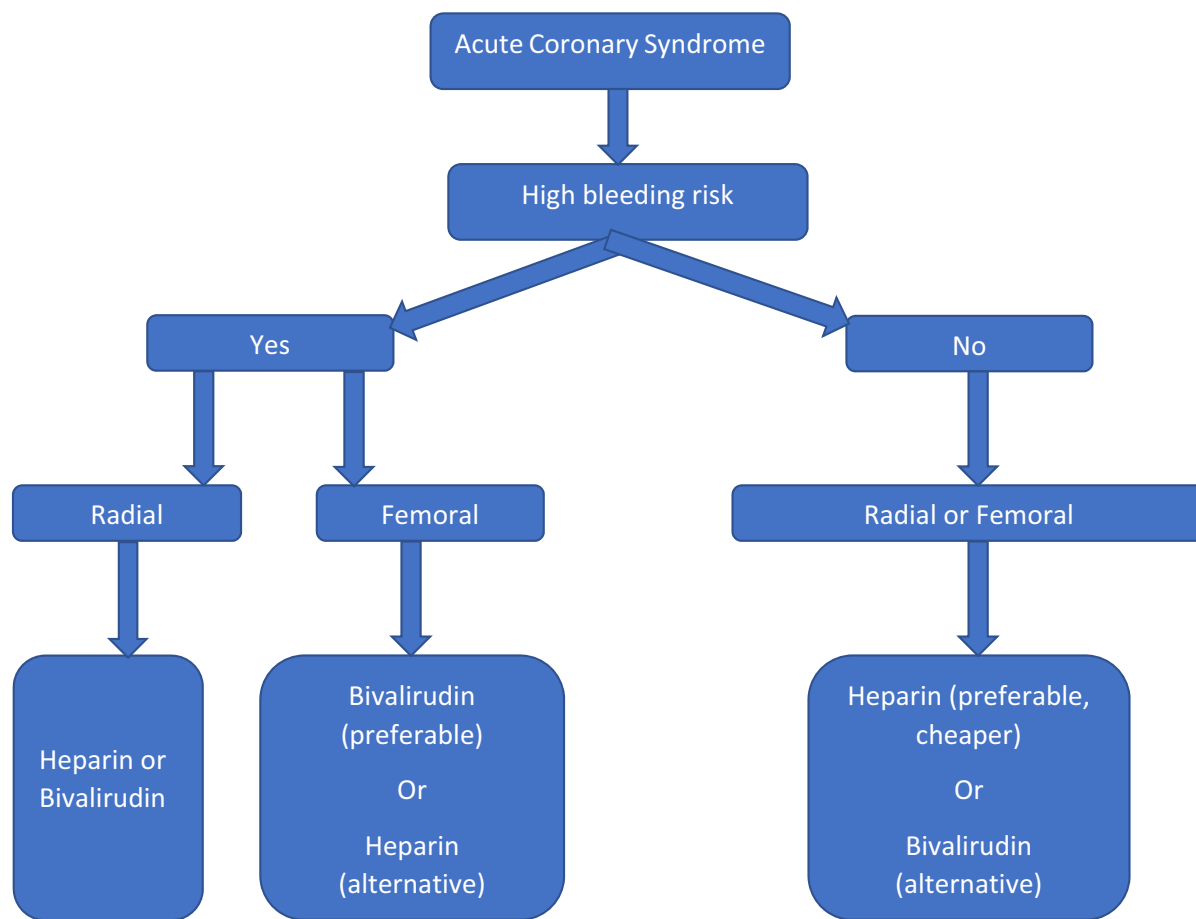 Acute Coronary Syndrome
High bleeding risk
Yes
No
Radial
Femoral
Radial or Femoral
Heparin or
Bivalirudin
Bivalirudin
(preferable)
Or
Heparin
(alternative)
Heparin (preferable,
cheaper)
Or
Bivalirudin
(alternative)